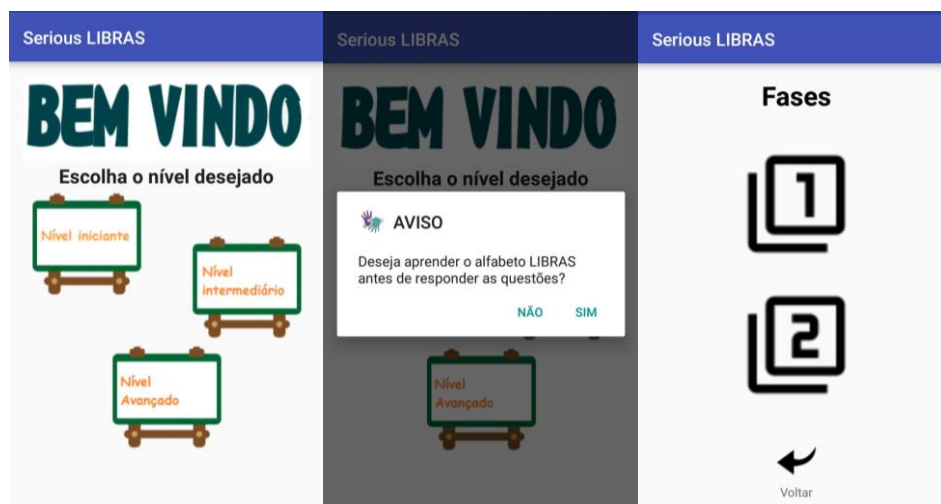 Serious LIBRAS
BEM VINDO
Escolha o nível desejado
Nível iniciante
Nível
intermediário
Nível
Avançado
Serious LIBRAS
BEM VINDO
Escolha o nível desejado
AVISO
Deseja aprender o alfabeto LIBRAS
antes de responder as questões?
NÃO SIM
Nível
Avançado
Serious LIBRAS
Fases
1
2
Voltar